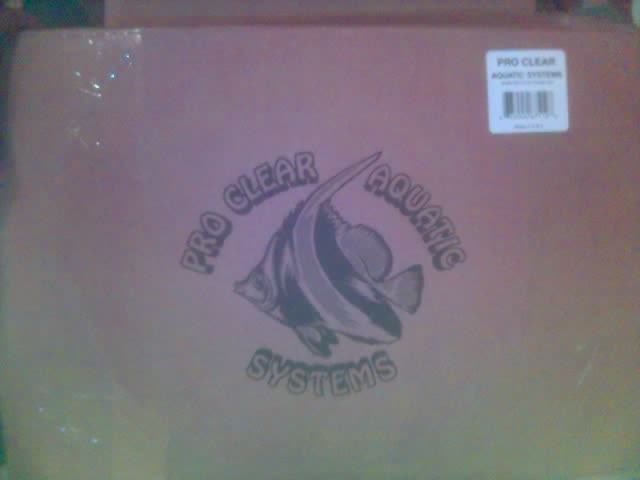 PRO CLEAR
AQUATIC SYSTEMS
PRO CLEAR AQUATIC
SYSTEMS